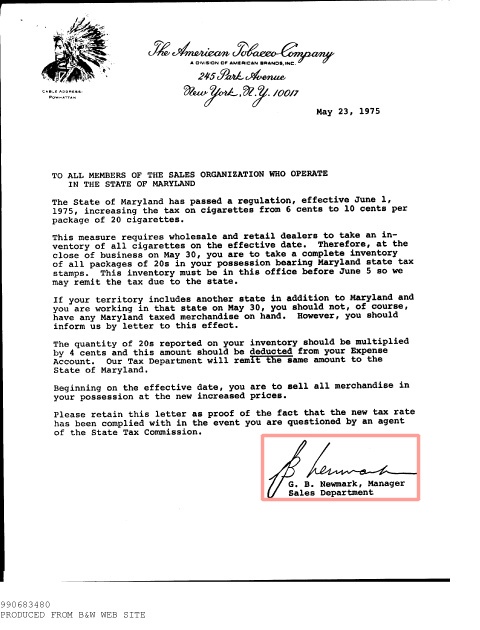 The American Tobacco Company
A DIVISION OF AMERICAN BRANDS, INC.
245 Park Avenue
New York, N.Y. 10017
CABLE ADDRESS:
POWHATTAN
May 23, 1975
TO ALL MEMBERS OF THE SALES ORGANIZATION WHO OPERATE
IN THE STATE OF MARYLAND
The State of Maryland has passed a regulation, effective June 1,
1975, increasing the tax on cigarettes from 6 cents to 10 cents per
package of 20 cigarettes.
This measure requires wholesale and retail dealers to take an in-
ventory of all cigarettes on the effective date. Therefore, at the
close of business on May 30, you are to take a complete inventory
of all packages of 20s in your possession bearing Maryland state tax
stamps. This inventory must be in this office before June 5 so we
may remit the tax due to the state.
If your territory includes another state in addition to Maryland and
you are working in that state on May 30, you should not, of course,
have any Maryland taxed merchandise on hand. However, you should
inform us by letter to this effect.
The quantity of 20s reported on your inventory should be multiplied
by 4 cents and this amount should be deducted from your Expense
Account. Our Tax Department will remit the same amount to the
State of Maryland.
Beginning on the effective date, you are to sell all merchandise in
your possession at the new increased prices.
Please retain this letter as proof of the fact that the new tax rate
has been complied with in the event you are questioned by an agent
of the State Tax Commission.
G. B. Newmark, Manager
Sales Department
990683480
PRODUCED FROM B&W WEB SITE